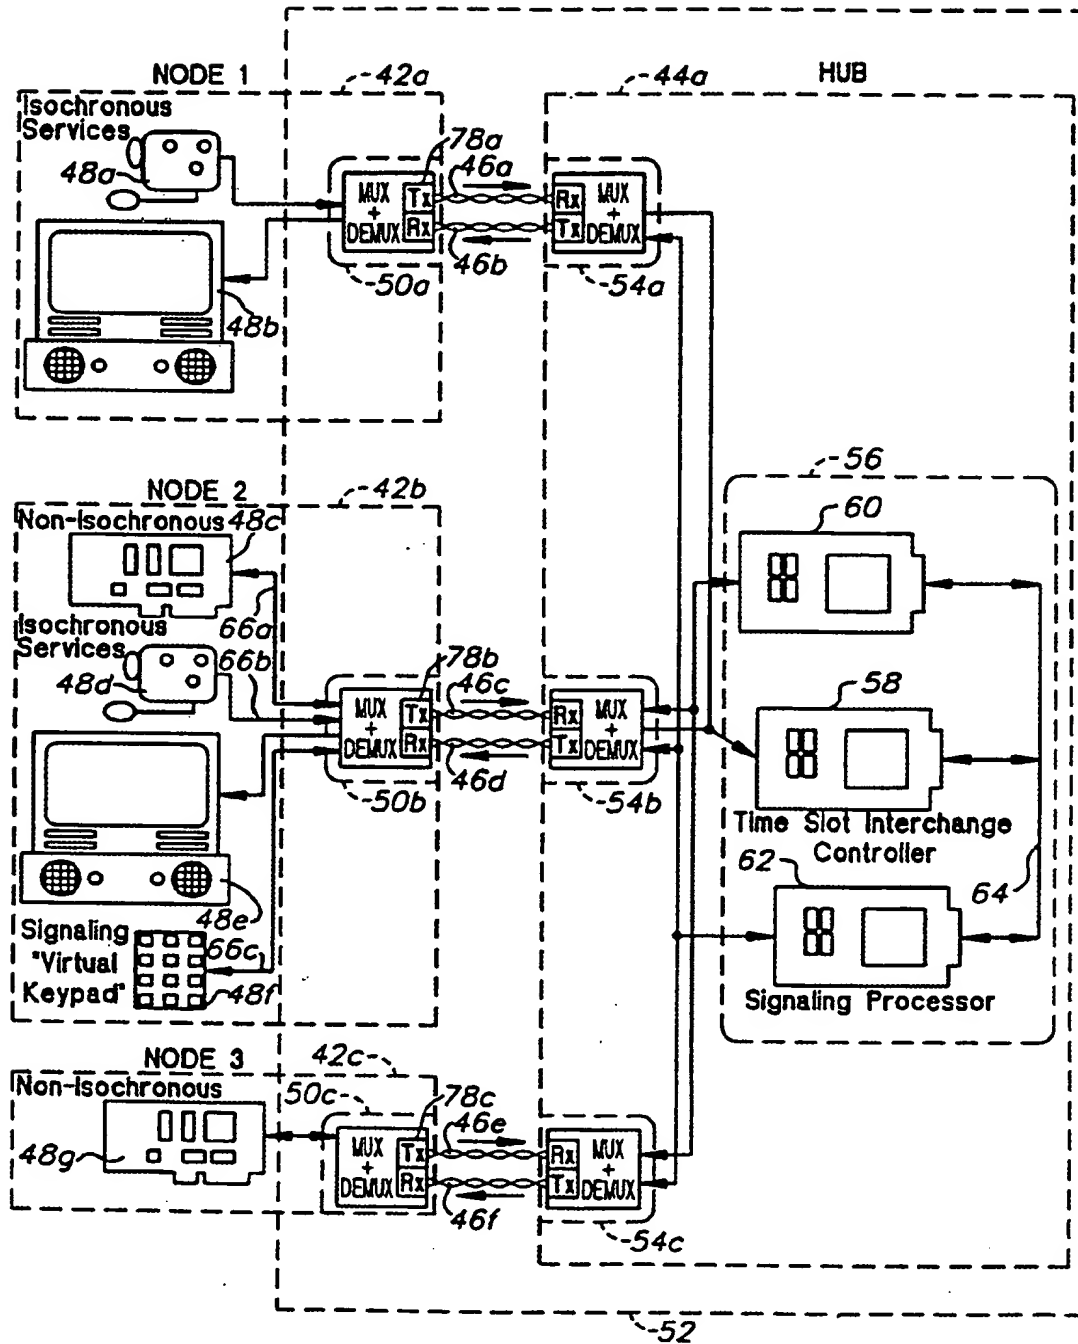 NODE 1
42a
44a
HUB
Isochronous
Services
48a
78a
46a
MUX
+
DEMUX
Tx
Rx
Rx
Tx
MUX
+
DEMUX
46b
50a
54a
48b
NODE 2
42b
56
Non-Isochronous
48c
60
66a
Isochronous
Services
66b
48d
78b
46c
58
MUX
+
DEMUX
Tx
Rx
Rx
Tx
MUX
+
DEMUX
46d
50b
54b
Time Slot Interchange
Controller
62
64
48e
Signaling
"Virtual
Keypad"
66c
48f
Signaling Processor
NODE 3
42c
Non-Isochronous
50c
78c
46e
48g
MUX
+
DEMUX
Tx
Rx
Rx
Tx
MUX
+
DEMUX
46f
54c
52